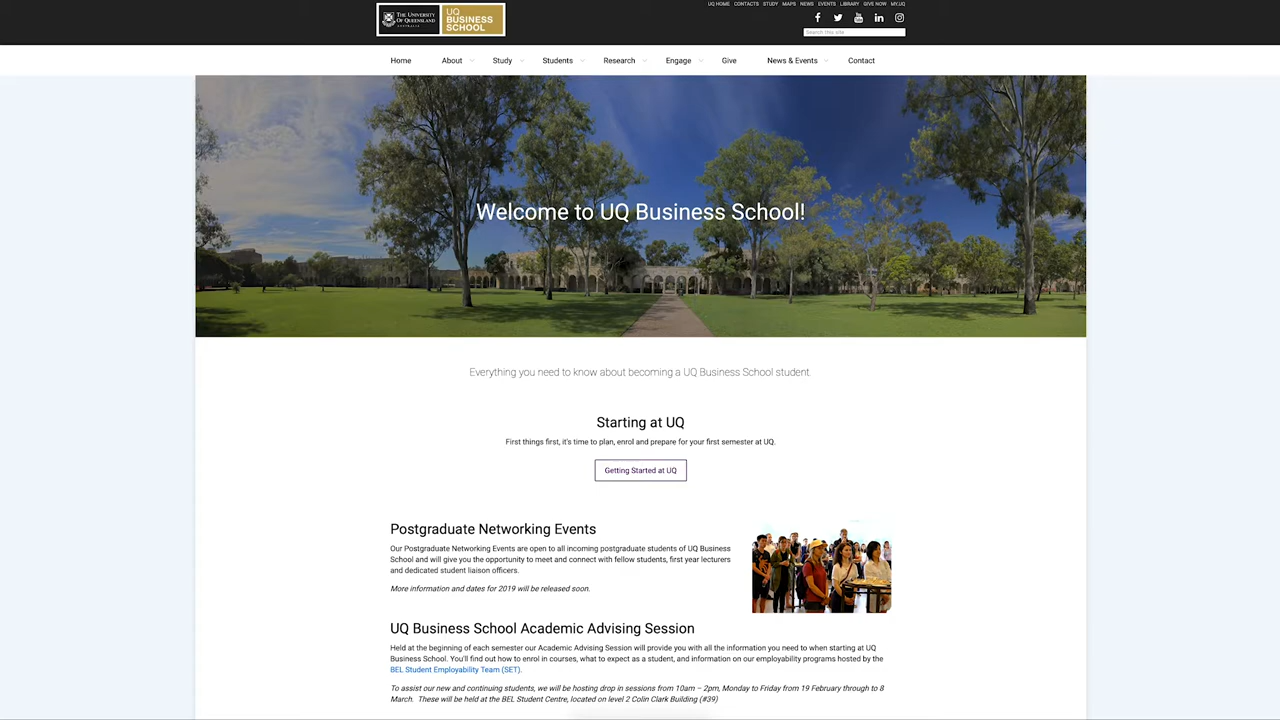 UQ HOME CONTACTS STUDY MAPS NEWS EVENTS LIBRARY GIVE NOW MY.UQ
THE UNIVERSITY
OF QUEENSLAND
AUSTRALIA
UQ
BUSINESS
SCHOOL
Search this site
Home About Study Students Research Engage Give News & Events Contact
Welcome to UQ Business School!
Everything you need to know about becoming a UQ Business School student
Starting at UQ
First things first, it's time to plan, enrol and prepare for your first semester at UQ.
Getting Started at UQ
Postgraduate Networking Events
Our Postgraduate Networking Events are open to all incoming postgraduate students of UQ Business
School and will give you the opportunity to meet and connect with fellow students, first year lecturers
and dedicated student liaison officers.
More information and dates for 2019 will be released soon.
UQ Business School Academic Advising Session
Held at the beginning of each semester our Academic Advising Session will provide you with all the information you need to when starting at UQ
Business School. You'll find out how to enrol in courses, what to expect as a student, and information on our employability programs hosted by the
BEL Student Employability Team (SET).
To assist our new and continuing students, we will be hosting drop in sessions from 10am – 2pm, Monday to Friday from 19 February through to 8
March. These will be held at the BEL Student Centre, located on level 2 Colin Clark Building (#39)